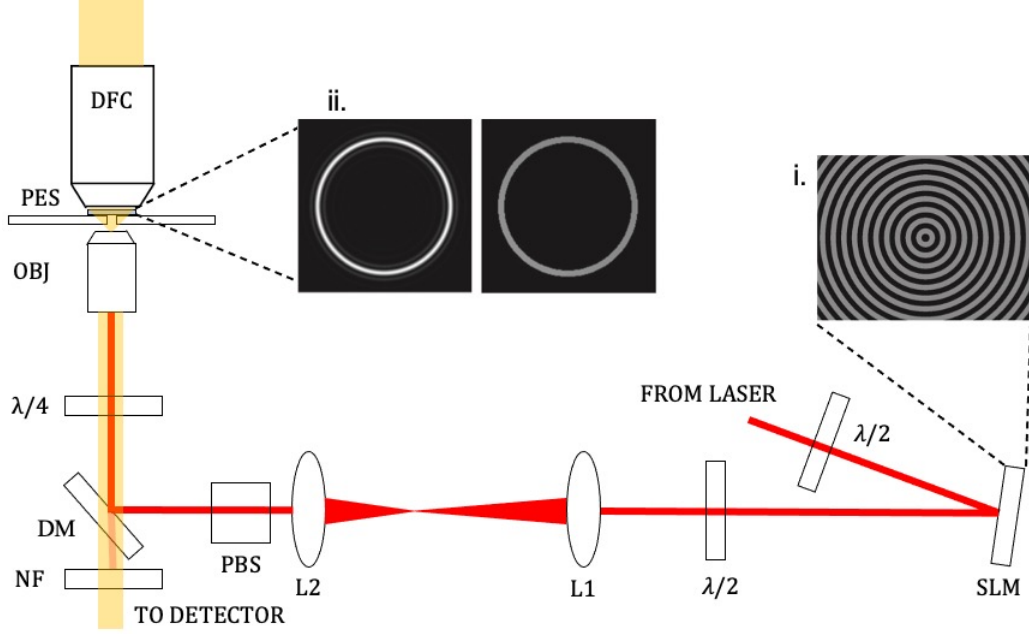 DFC
ii.
PES
i.
OBJ
FROM LASER
λ/4
λ/2
DM
PBS
L2
L1
λ/2
SLM
NF
TO DETECTOR